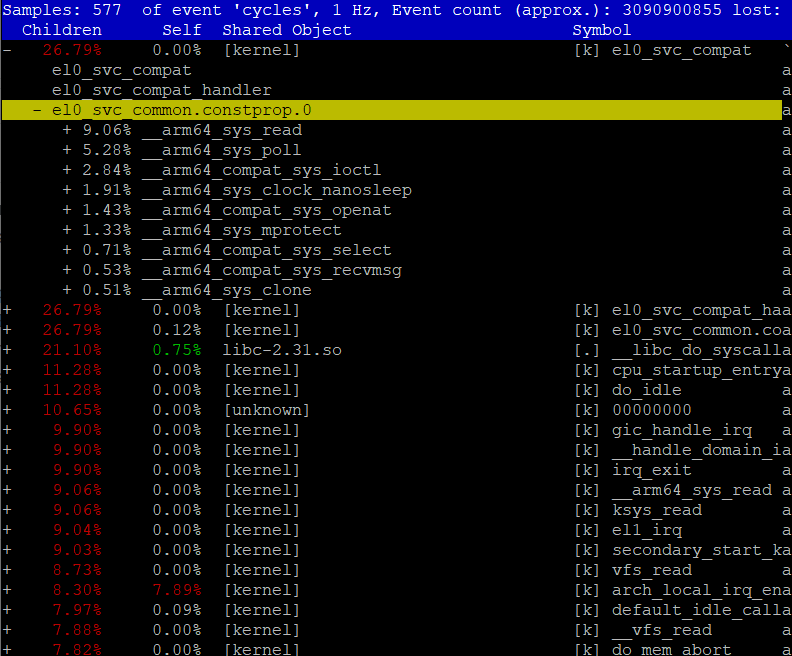 Samples: 577 of event 'cycles', 1 Hz, Event count (approx.): 3090900855 lost:
Children Self Shared Object Symbol
- 26.79% 0.00% [kernel] [k] el0_svc_compat `
el0_svc_compat a
el0_svc_compat_handler a
- el0_svc_common.constprop.0 a
+ 9.06% __arm64_sys_read a
+ 5.28% __arm64_sys_poll a
+ 2.84% __arm64_compat_sys_ioctl a
+ 1.91% __arm64_sys_clock_nanosleep a
+ 1.43% __arm64_compat_sys_openat a
+ 1.33% __arm64_sys_mprotect a
+ 0.71% __arm64_compat_sys_select a
+ 0.53% __arm64_compat_sys_recvmsg a
+ 0.51% __arm64_sys_clone a
+ 26.79% 0.00% [kernel] [k] el0_svc_compat_haa
+ 26.79% 0.12% [kernel] [k] el0_svc_common.coa
+ 21.10% 0.75% libc-2.31.so [.] __libc_do_syscalla
+ 11.28% 0.00% [kernel] [k] cpu_startup_entrya
+ 11.28% 0.00% [kernel] [k] do_idle a
+ 10.65% 0.00% [unknown] [k] 00000000 a
+ 9.90% 0.00% [kernel] [k] gic_handle_irq a
+ 9.90% 0.00% [kernel] [k] __handle_domain_ia
+ 9.90% 0.00% [kernel] [k] irq_exit a
+ 9.06% 0.00% [kernel] [k] __arm64_sys_read a
+ 9.06% 0.00% [kernel] [k] ksys_read a
+ 9.04% 0.00% [kernel] [k] el1_irq a
+ 9.03% 0.00% [kernel] [k] secondary_start_ka
+ 8.73% 0.00% [kernel] [k] vfs_read a
+ 8.30% 7.89% [kernel] [k] arch_local_irq_ena
+ 7.97% 0.09% [kernel] [k] default_idle_calla
+ 7.88% 0.00% [kernel] [k] __vfs_read a
+ 7.82% 0.00% [kernel] [k] do_mem_abort a